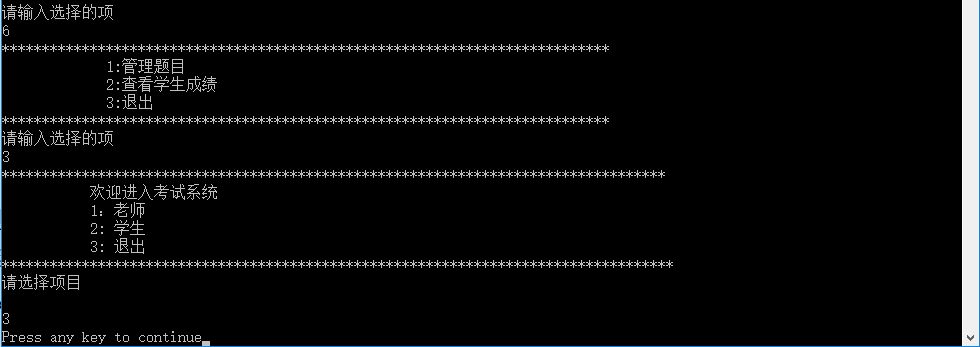 请输入选择的项
6
****************************************************************************
1:管理题目
2:查看学生成绩
3:退出
****************************************************************************
请输入选择的项
3
***********************************************************************************
欢迎进入考试系统
1: 老师
2: 学生
3: 退出
************************************************************************************
请选择项目
3
Press any key to continue